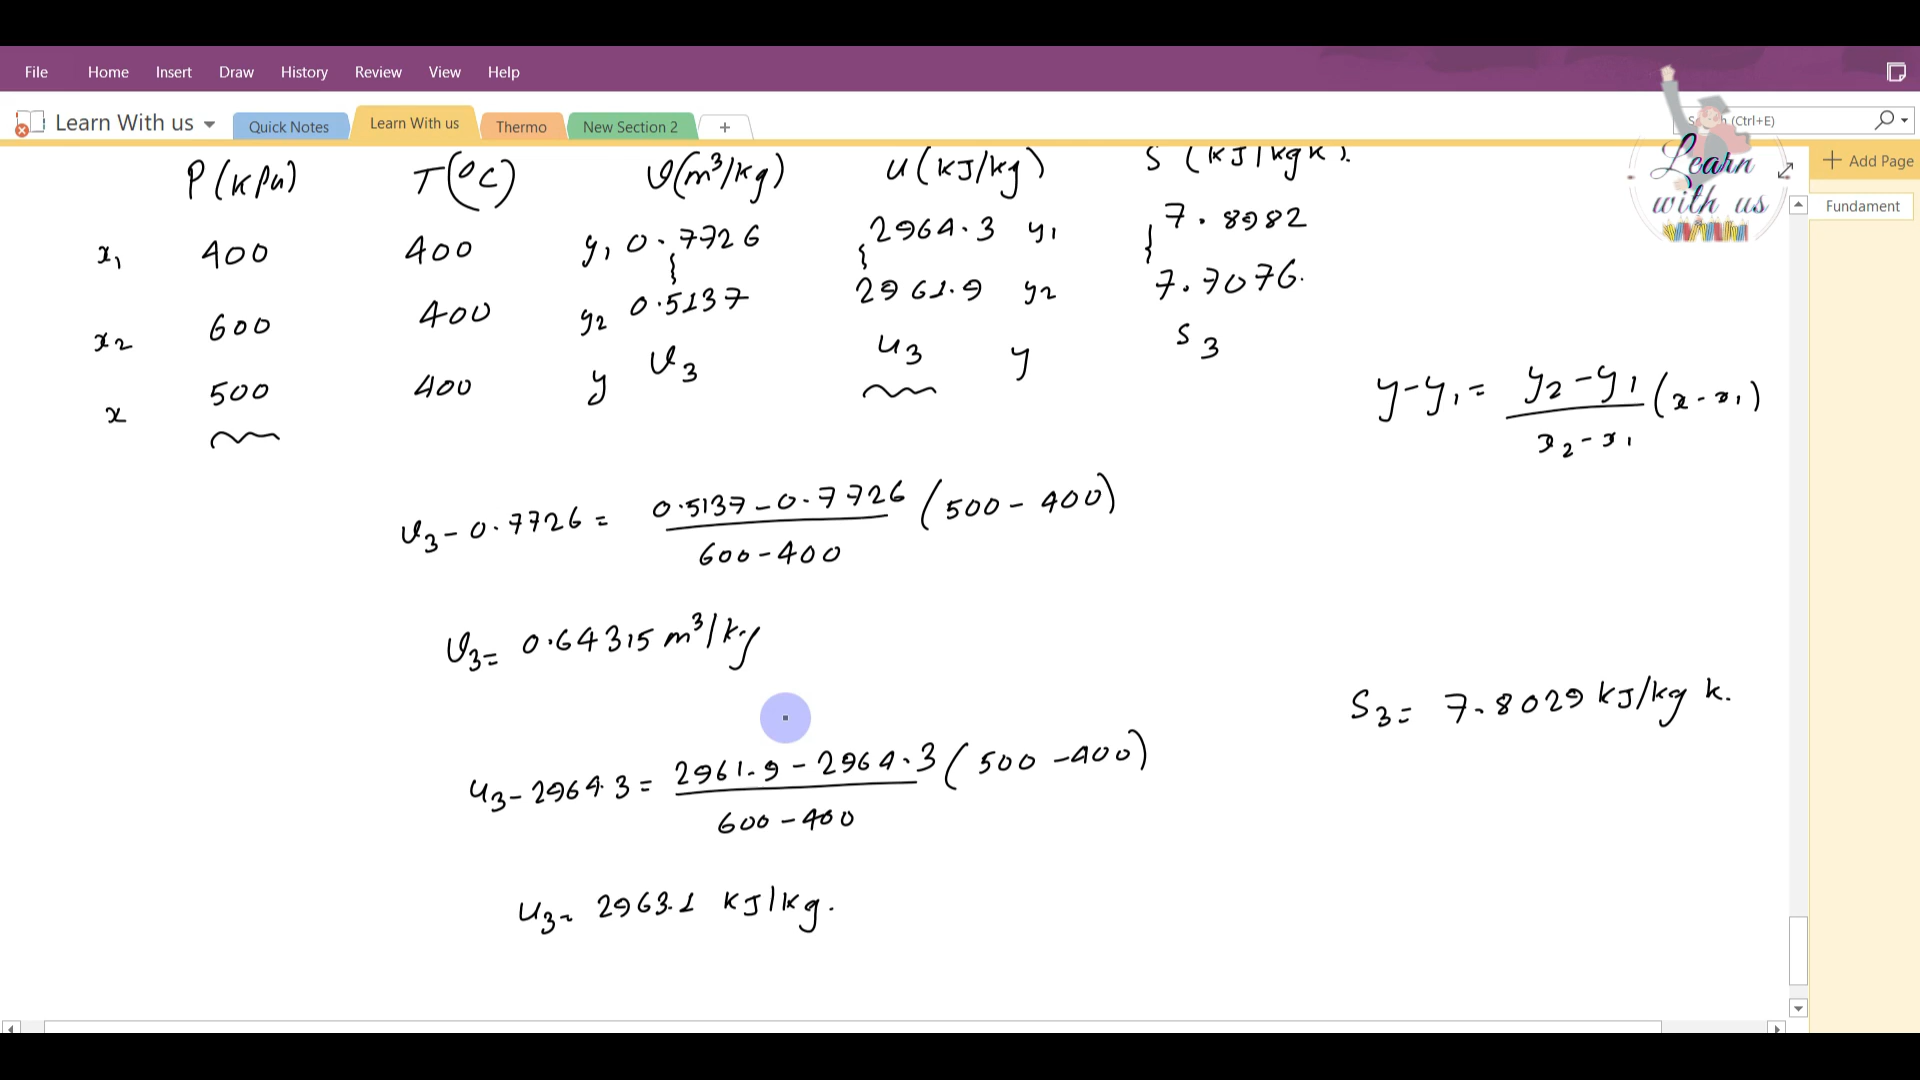 File Home Insert Draw History Review View Help
Learn With us Quick Notes Learn With us Thermo New Section 2 +
(Ctrl+E)
Learn
with us
Add Page
Fundament
P(kPa) T(°C) v(m³/kg) u(kJ/kg) S(kJ/kgK).
x₁ 400 400 y₁ 0.7726 2964.3 y₁ 7.8982
x₂ 600 400 y₂ 0.5137 2961.9 y₂ 7.7076.
x 500 400 y v₃ u₃ y S₃
y-y₁ = (y₂-y₁)/(x₂-x₁) (x-x₁)
v₃-0.7726 = (0.5137-0.7726)/(600-400) (500-400)
v₃ = 0.64315 m³/kg
S₃ = 7.8029 kJ/kg k.
u₃-2964.3 = (2961.9-2964.3)/(600-400) (500-400)
u₃ = 2963.1 kJ/kg.